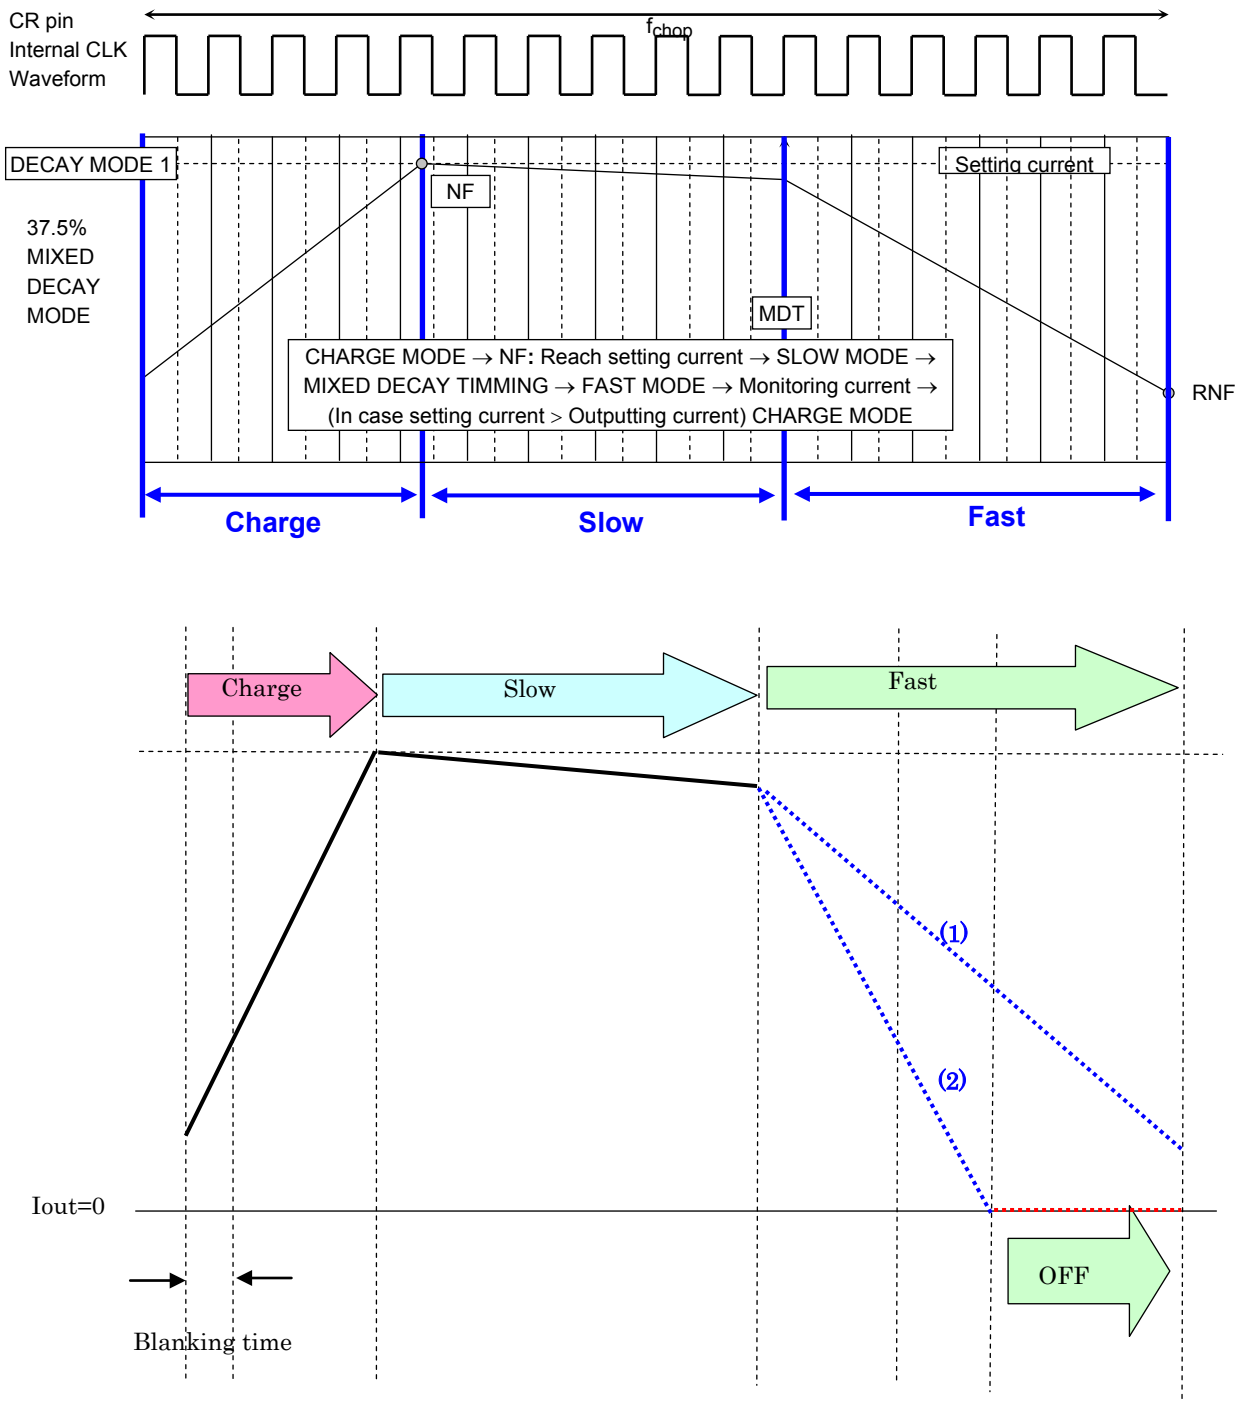 CR pin
Internal CLK
Waveform
fchop
DECAY MODE 1
Setting current
NF
37.5%
MIXED
DECAY
MODE
MDT
CHARGE MODE → NF: Reach setting current → SLOW MODE →
MIXED DECAY TIMMING → FAST MODE → Monitoring current →
(In case setting current > Outputting current) CHARGE MODE
RNF
Charge
Slow
Fast
Charge
Slow
Fast
(1)
(2)
Iout=0
OFF
Blanking time